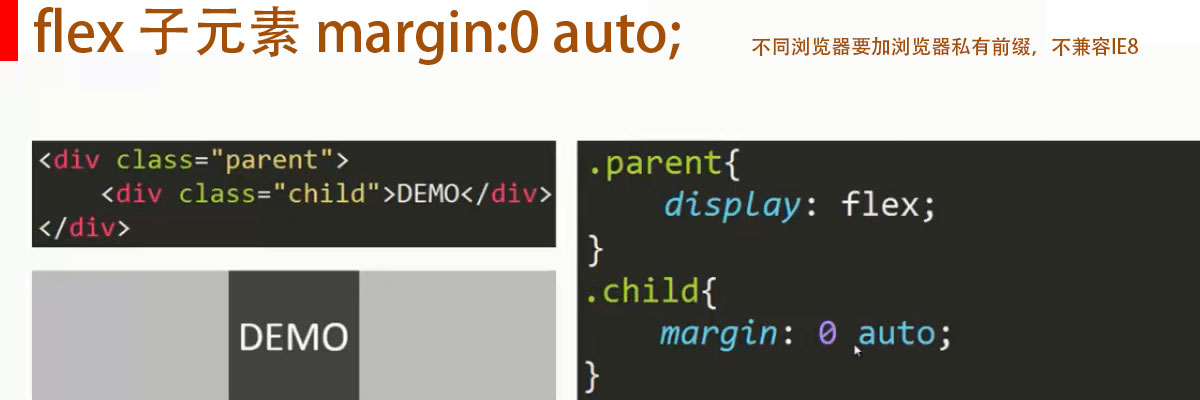 flex 子元素 margin:0 auto;
不同浏览器要加浏览器私有前缀，不兼容IE8
<div class="parent">
<div class="child">DEMO</div>
</div>
DEMO
.parent{
display: flex;
}
.child{
margin: 0 auto;
}